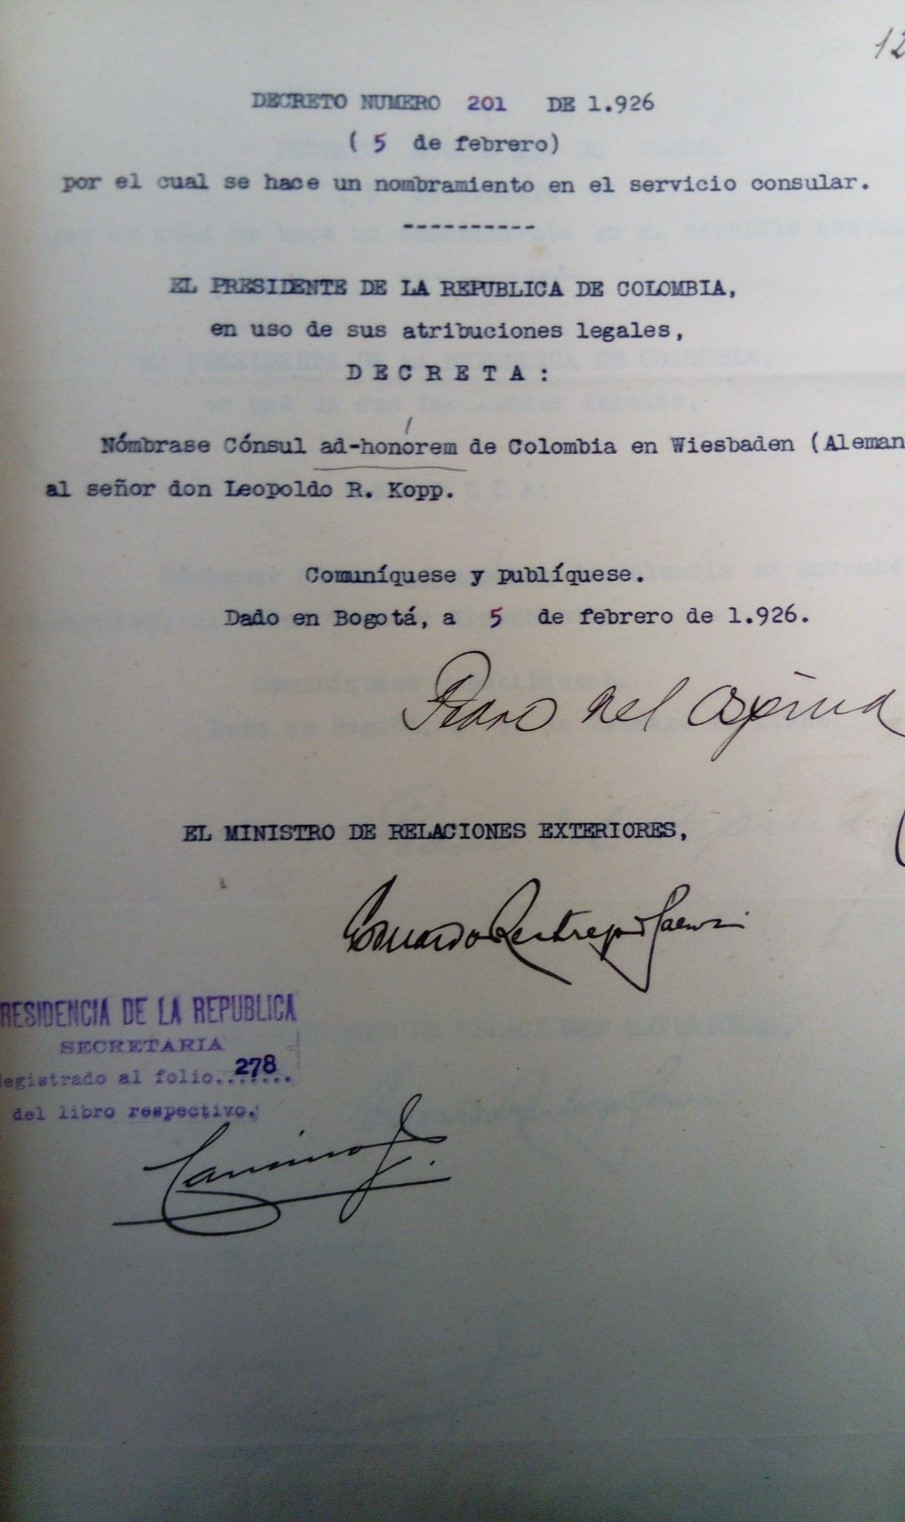 12
DECRETO NUMERO 201 DE 1.926
( 5 de febrero)
por el cual se hace un nombramiento en el servicio consular.
----------
EL PRESIDENTE DE LA REPUBLICA DE COLOMBIA,
en uso de sus atribuciones legales,
D E C R E T A :
Nómbrase Cónsul ad-honórem de Colombia en Wiesbaden (Aleman
al señor don Leopoldo R. Kopp.
Comuníquese y publíquese.
Dado en Bogotá, a 5 de febrero de 1.926.
Pedro Nel Ospina
EL MINISTRO DE RELACIONES EXTERIORES,
Eduardo Restrepo Saenz
RESIDENCIA DE LA REPUBLICA
SECRETARIA
egistrado al folio..278..
del libro respectivo.